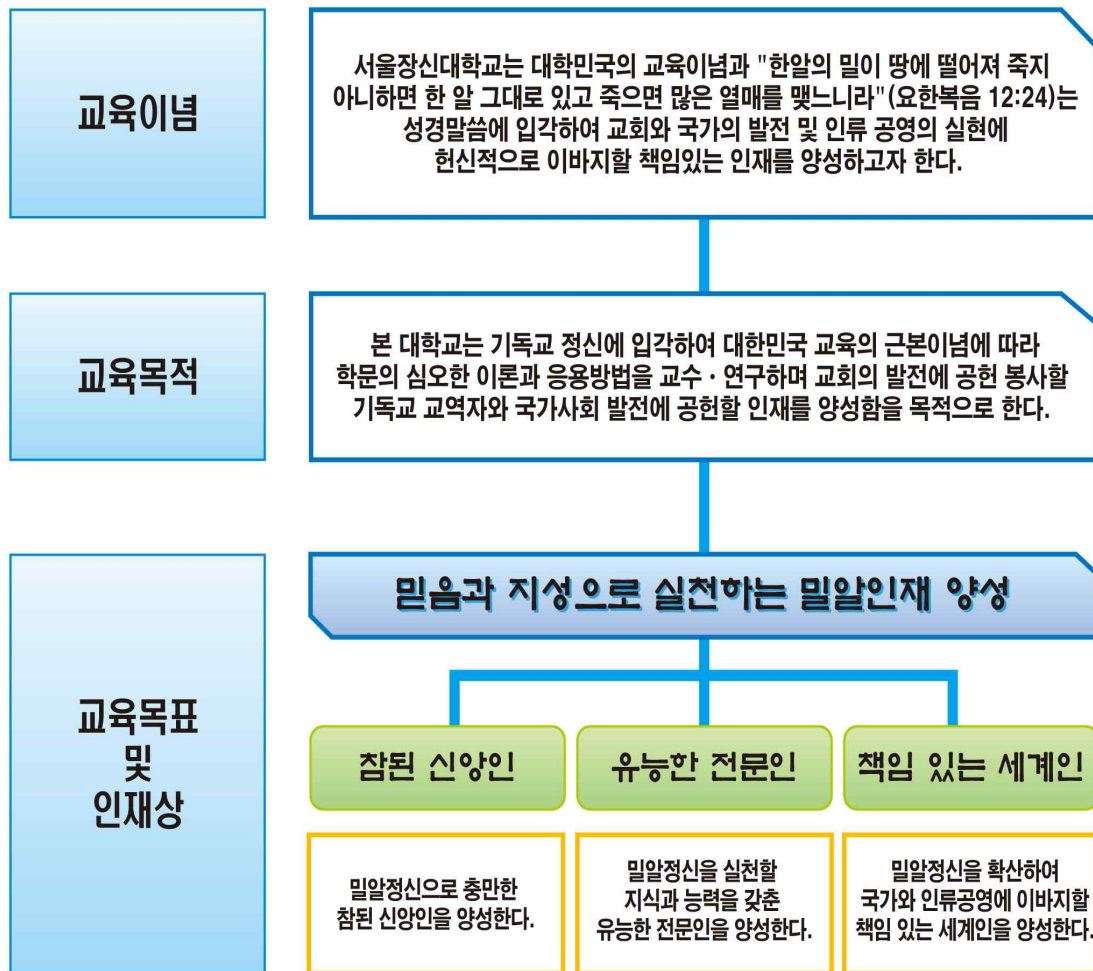 교육이념
서울장신대학교는 대학민국의 교육이념과 "한알의 밀이 땅에 떨어져 죽지
아니하면 한 알 그대로 있고 죽으면 많은 열매를 맺느니라"(요한복음 12:24)는
성경말씀에 입각하여 교회와 국가의 발전 및 인류 공영의 실현에
헌신적으로 이바지할 책임있는 인재를 양성하고자 한다.
교육목적
본 대학교는 기독교 정신에 입각하여 대한민국 교육의 근본이념에 따라
학문의 심오한 이론과 응용방법을 교수 · 연구하며 교회의 발전에 공헌 봉사할
기독교 교역자와 국가사회 발전에 공헌할 인재를 양성함을 목적으로 한다.
교육목표
및
인재상
믿음과 지성으로 실천하는 밀알인재 양성
참된 신앙인
밀알정신으로 충만한
참된 신앙인을 양성한다.
유능한 전문인
밀알정신을 실천할
지식과 능력을 갖춘
유능한 전문인을 양성한다.
책임 있는 세계인
밀알정신을 확산하여
국가와 인류공영에 이바지할
책임 있는 세계인을 양성한다.